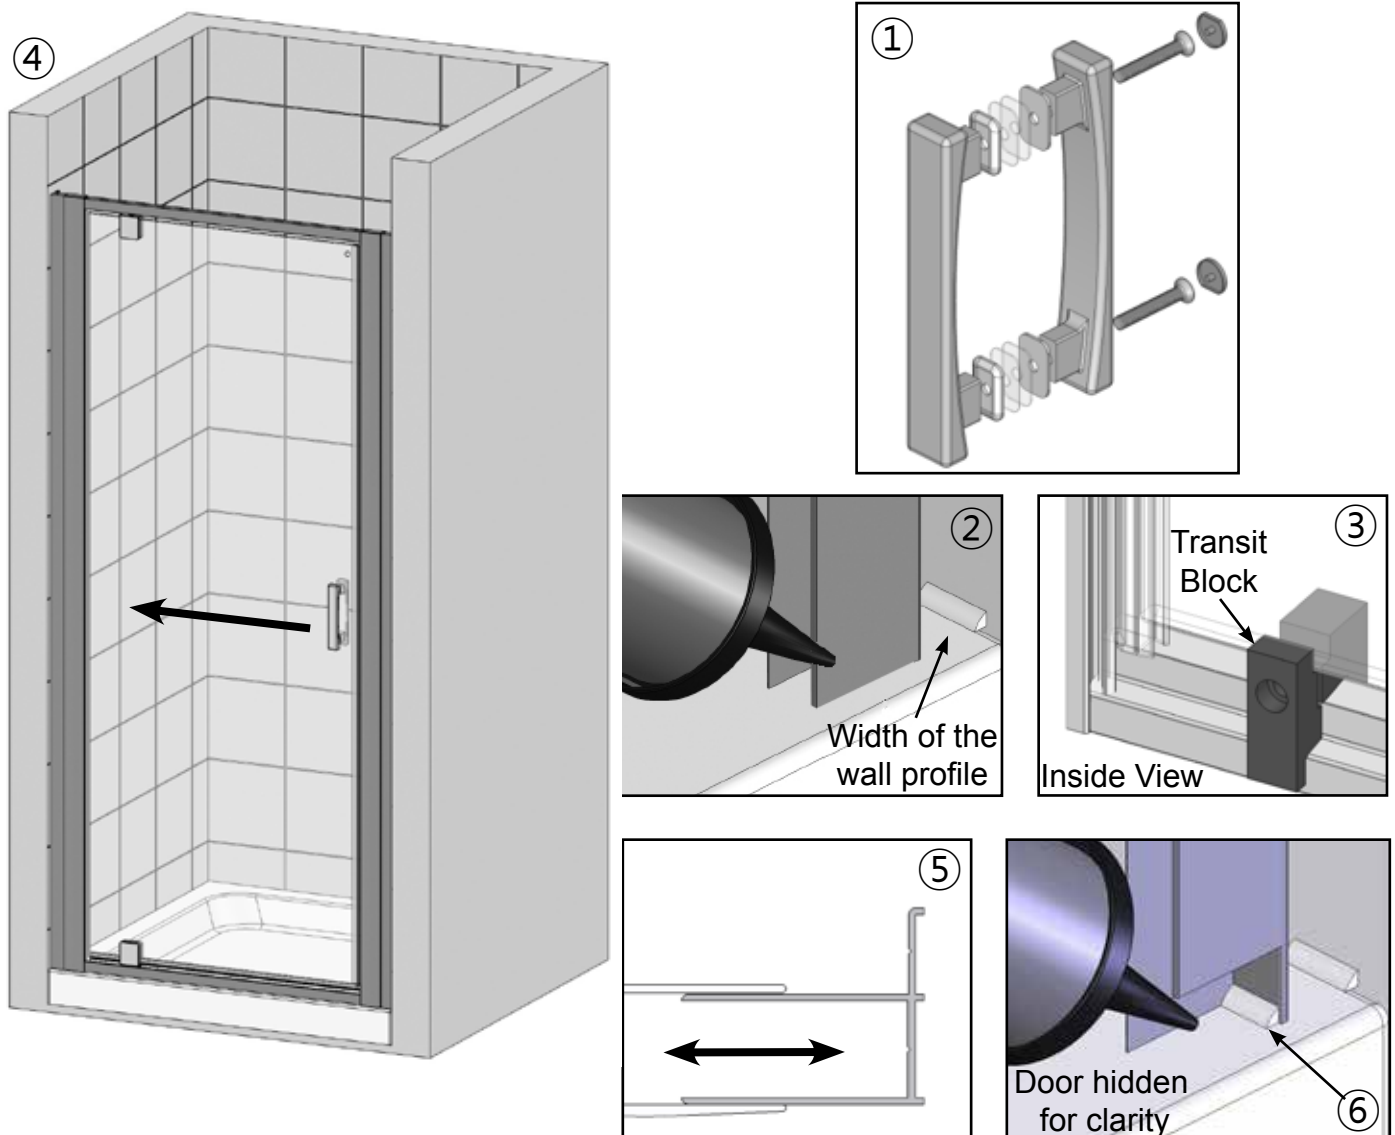 ④
①
②
Width of the
wall profile
③
Transit
Block
Inside View
⑤
Door hidden
for clarity
⑥